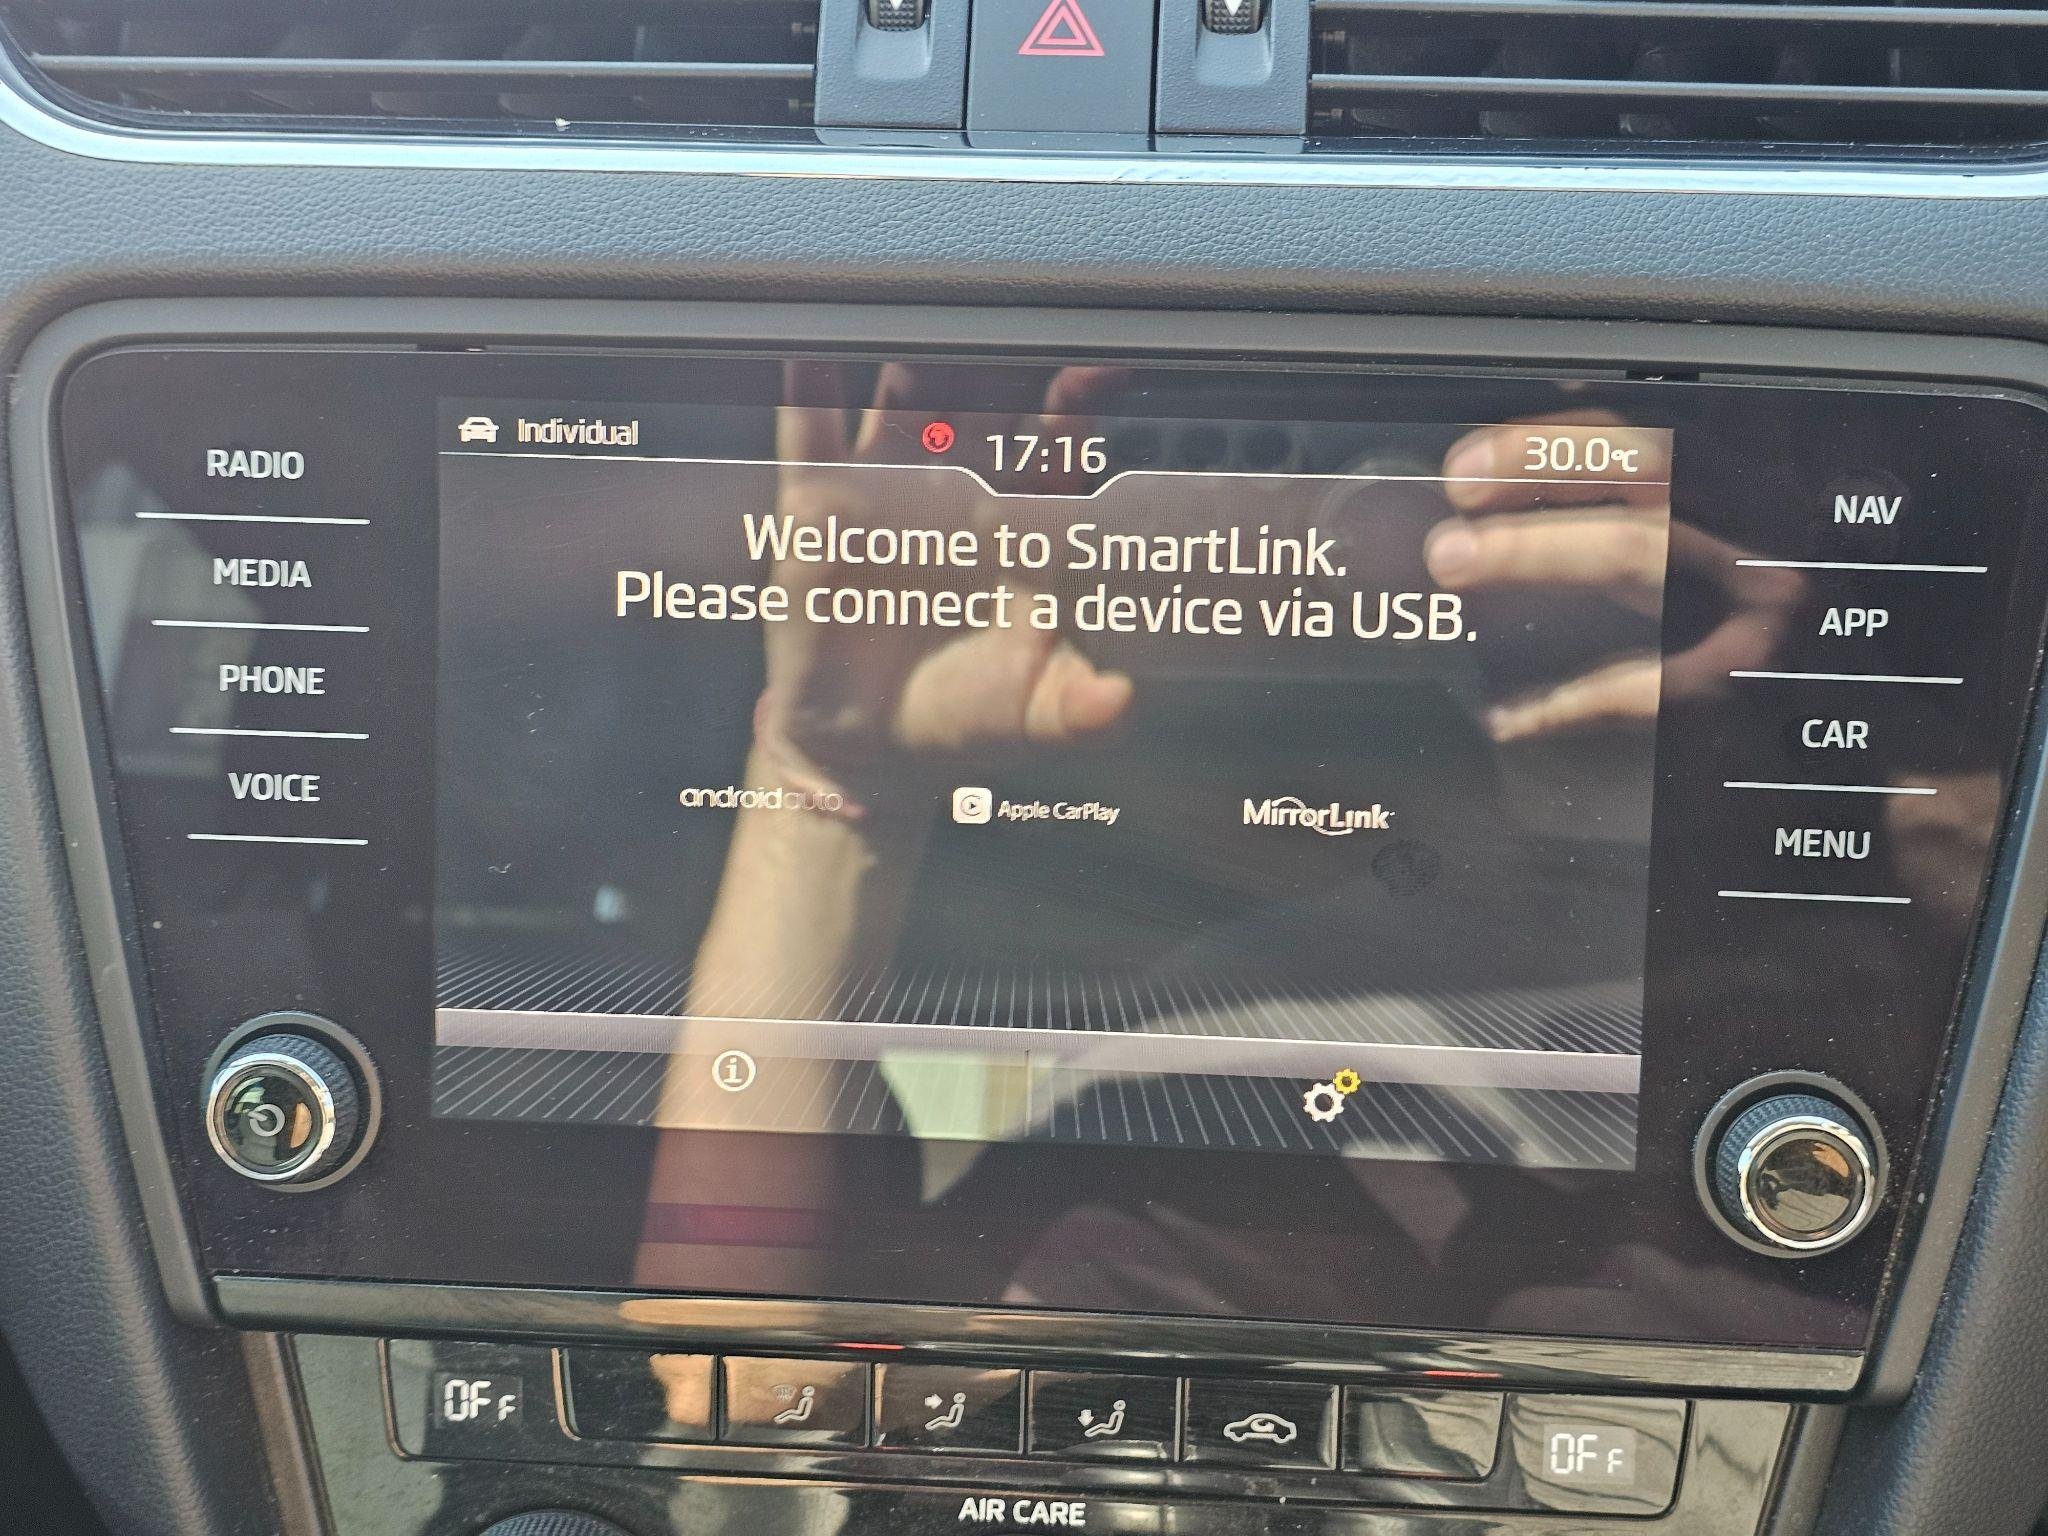 Individual
17:16
30.0°C
RADIO
MEDIA
PHONE
VOICE
Welcome to SmartLink.
Please connect a device via USB.
androidauto
Apple CarPlay
MirrorLink
NAV
APP
CAR
MENU
OFF
OFF
AIR CARE